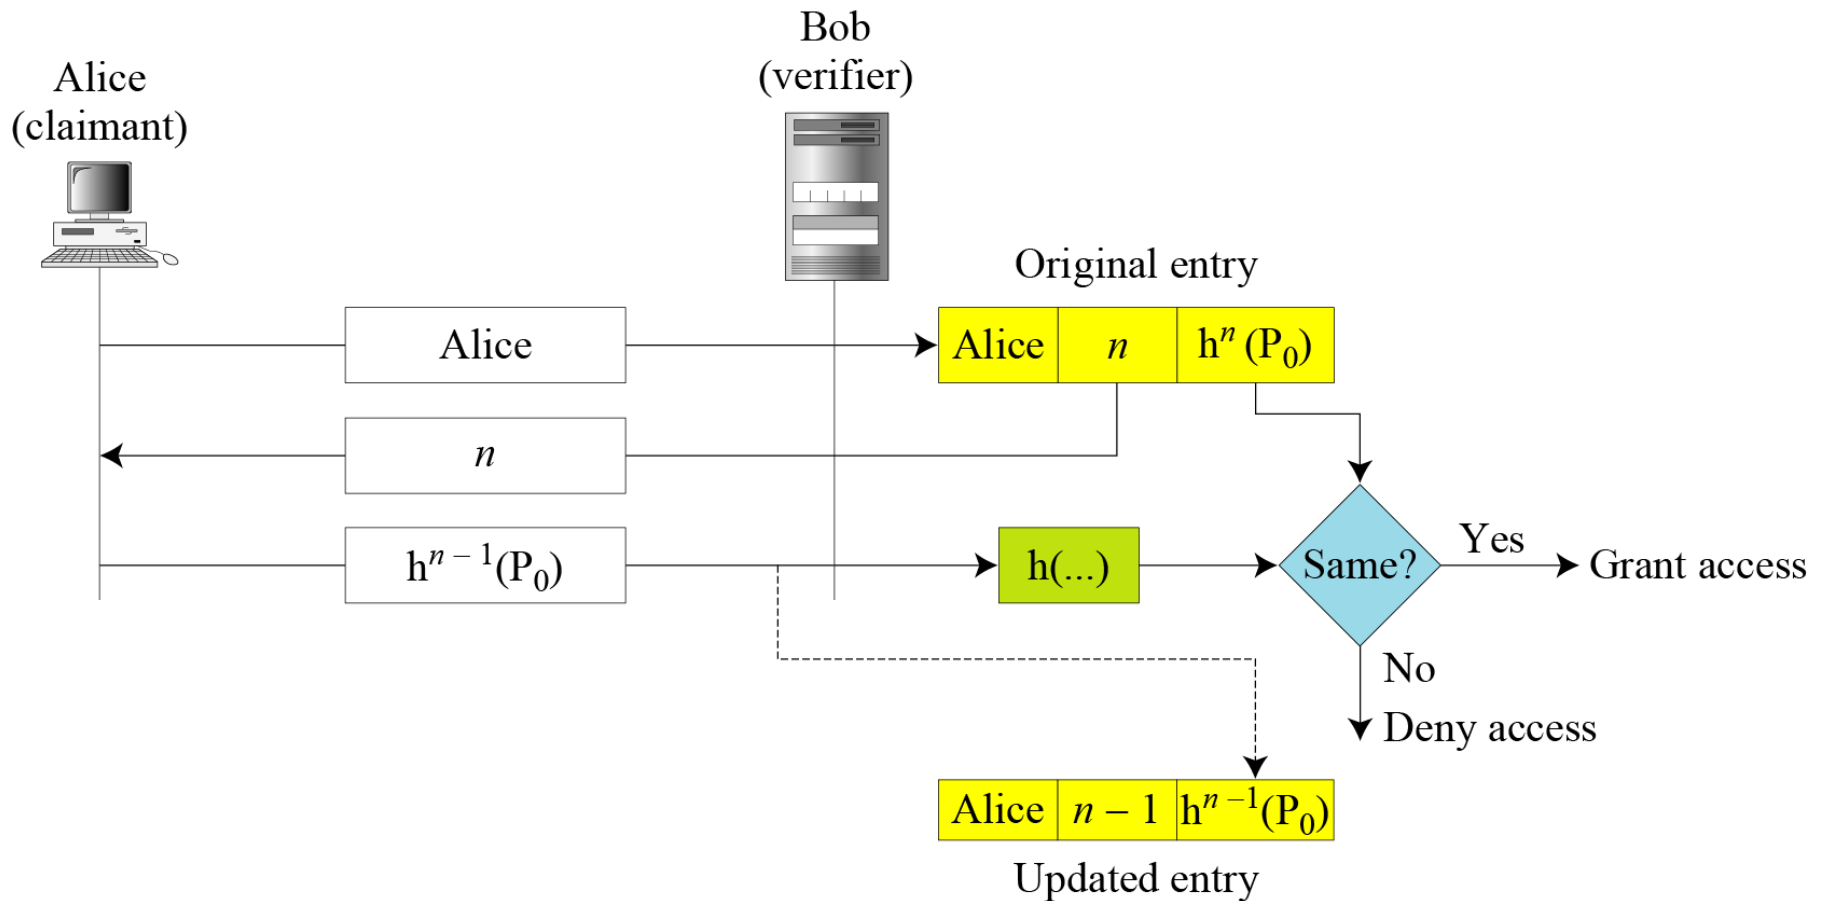 Bob
(verifier)
Alice
(claimant)
Original entry
Alice
Alice n hⁿ (P₀)
n
hⁿ ⁻ ¹(P₀)
h(...)
Same?
Yes
Grant access
No
Deny access
Alice n – 1 hⁿ ⁻¹(P₀)
Updated entry